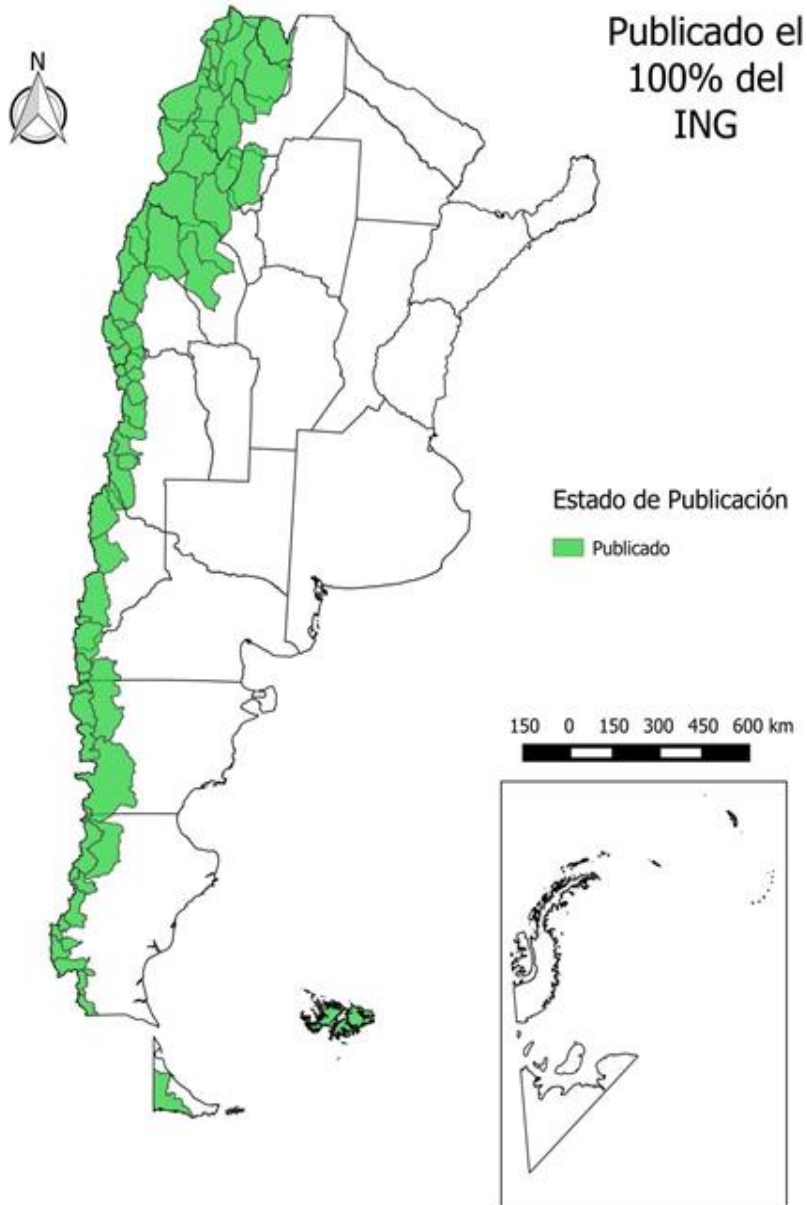 Publicado el
100% del
ING
N
Estado de Publicación
Publicado
150 0 150 300 450 600 km